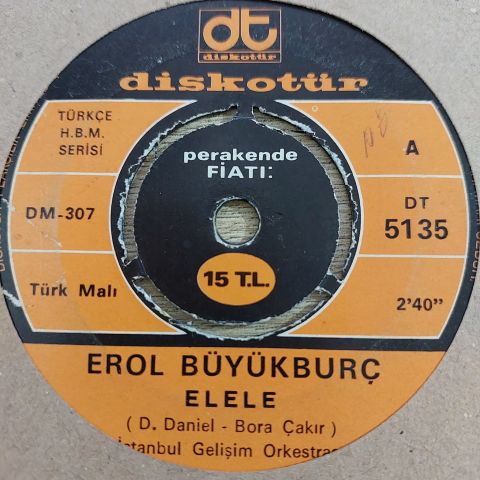 dt
diskotür
diskotür
TÜRKÇE
H.B.M.
SERİSİ
perakende
FİATI:
A
DM-307
DT
5135
15 T.L.
Türk Malı
2'40"
EROL BÜYÜKBURÇ
ELELE
( D. Daniel - Bora Çakır )
İstanbul Gelişim Orkestrası